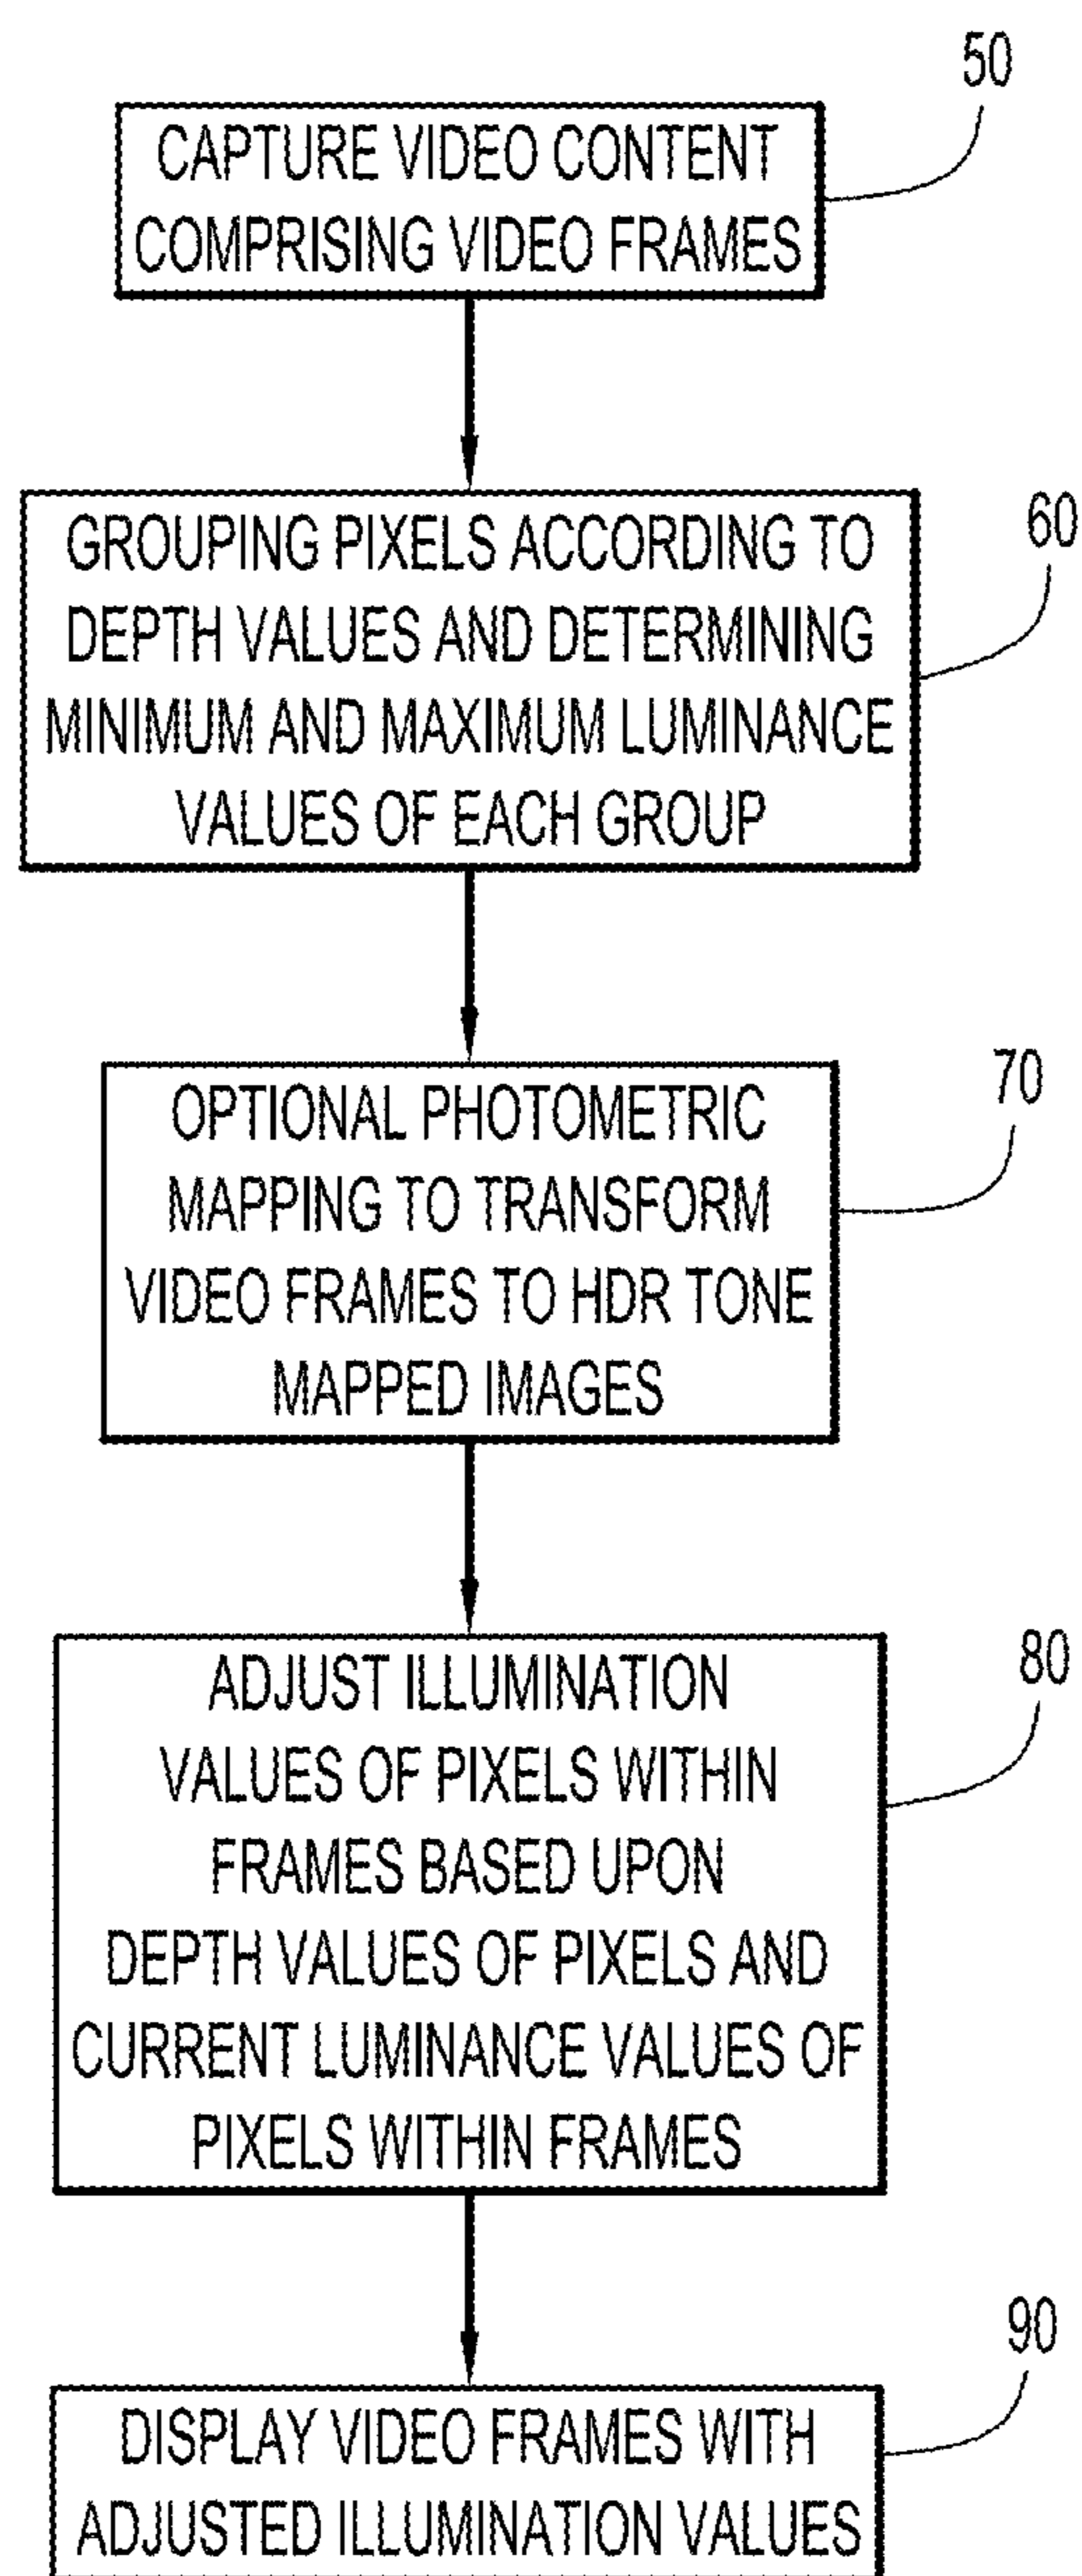 50
CAPTURE VIDEO CONTENT
COMPRISING VIDEO FRAMES
60
GROUPING PIXELS ACCORDING TO
DEPTH VALUES AND DETERMINING
MINIMUM AND MAXIMUM LUMINANCE
VALUES OF EACH GROUP
70
OPTIONAL PHOTOMETRIC
MAPPING TO TRANSFORM
VIDEO FRAMES TO HDR TONE
MAPPED IMAGES
80
ADJUST ILLUMINATION
VALUES OF PIXELS WITHIN
FRAMES BASED UPON
DEPTH VALUES OF PIXELS AND
CURRENT LUMINANCE VALUES OF
PIXELS WITHIN FRAMES
90
DISPLAY VIDEO FRAMES WITH
ADJUSTED ILLUMINATION VALUES